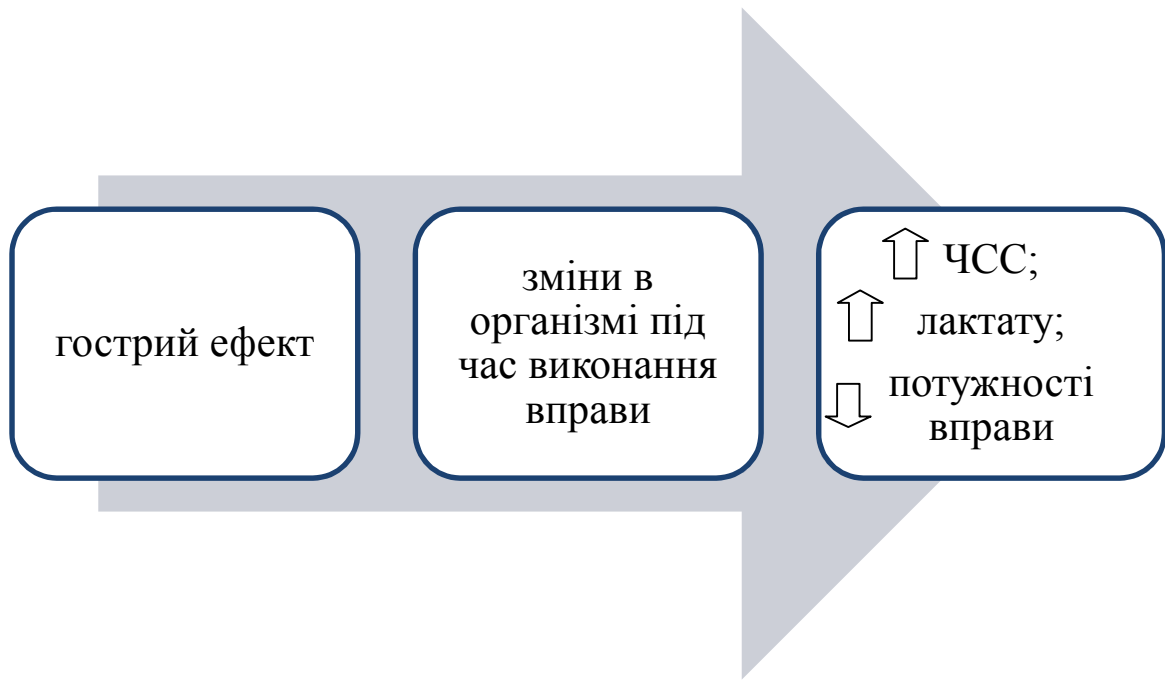 гострий ефект
зміни в
організмі під
час виконання
вправи
ЧСС;
лактату;
потужності
вправи